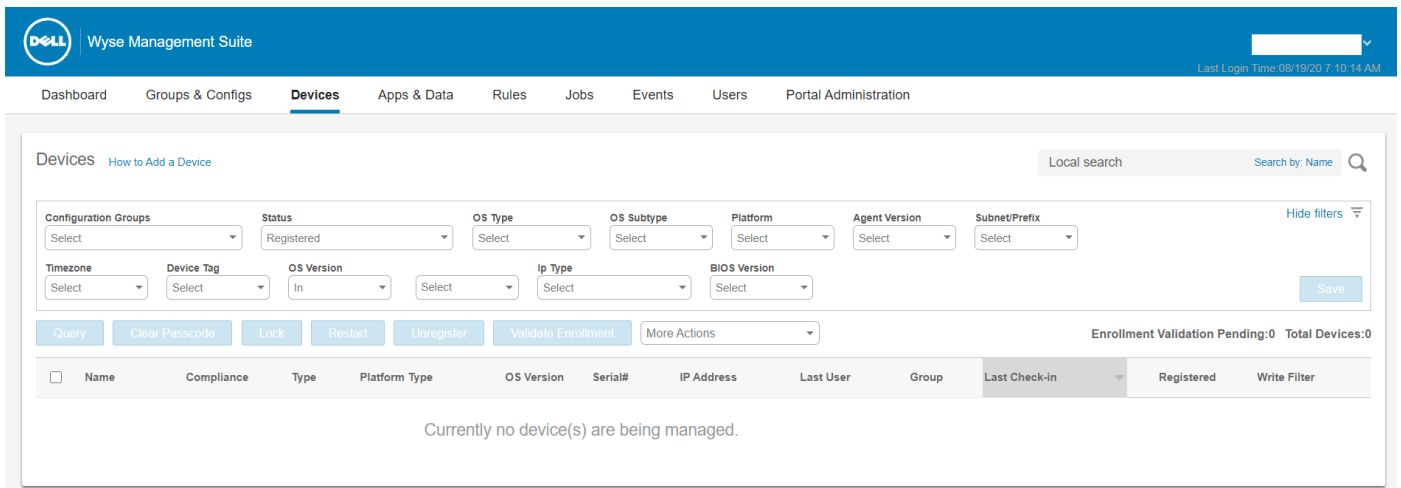 DELL Wyse Management Suite
Last Login Time:08/19/20 7:10:14 AM
Dashboard Groups & Configs Devices Apps & Data Rules Jobs Events Users Portal Administration
Devices How to Add a Device Local search Search by: Name
Hide filters
Configuration Groups Status OS Type OS Subtype Platform Agent Version Subnet/Prefix
Select Registered Select Select Select Select Select
Timezone Device Tag OS Version Ip Type BIOS Version
Select Select In Select Select Select Save
Query Clear Passcode Lock Restart Unregister Validate Enrollment More Actions Enrollment Validation Pending:0 Total Devices:0
Name Compliance Type Platform Type OS Version Serial# IP Address Last User Group Last Check-in Registered Write Filter
Currently no device(s) are being managed.